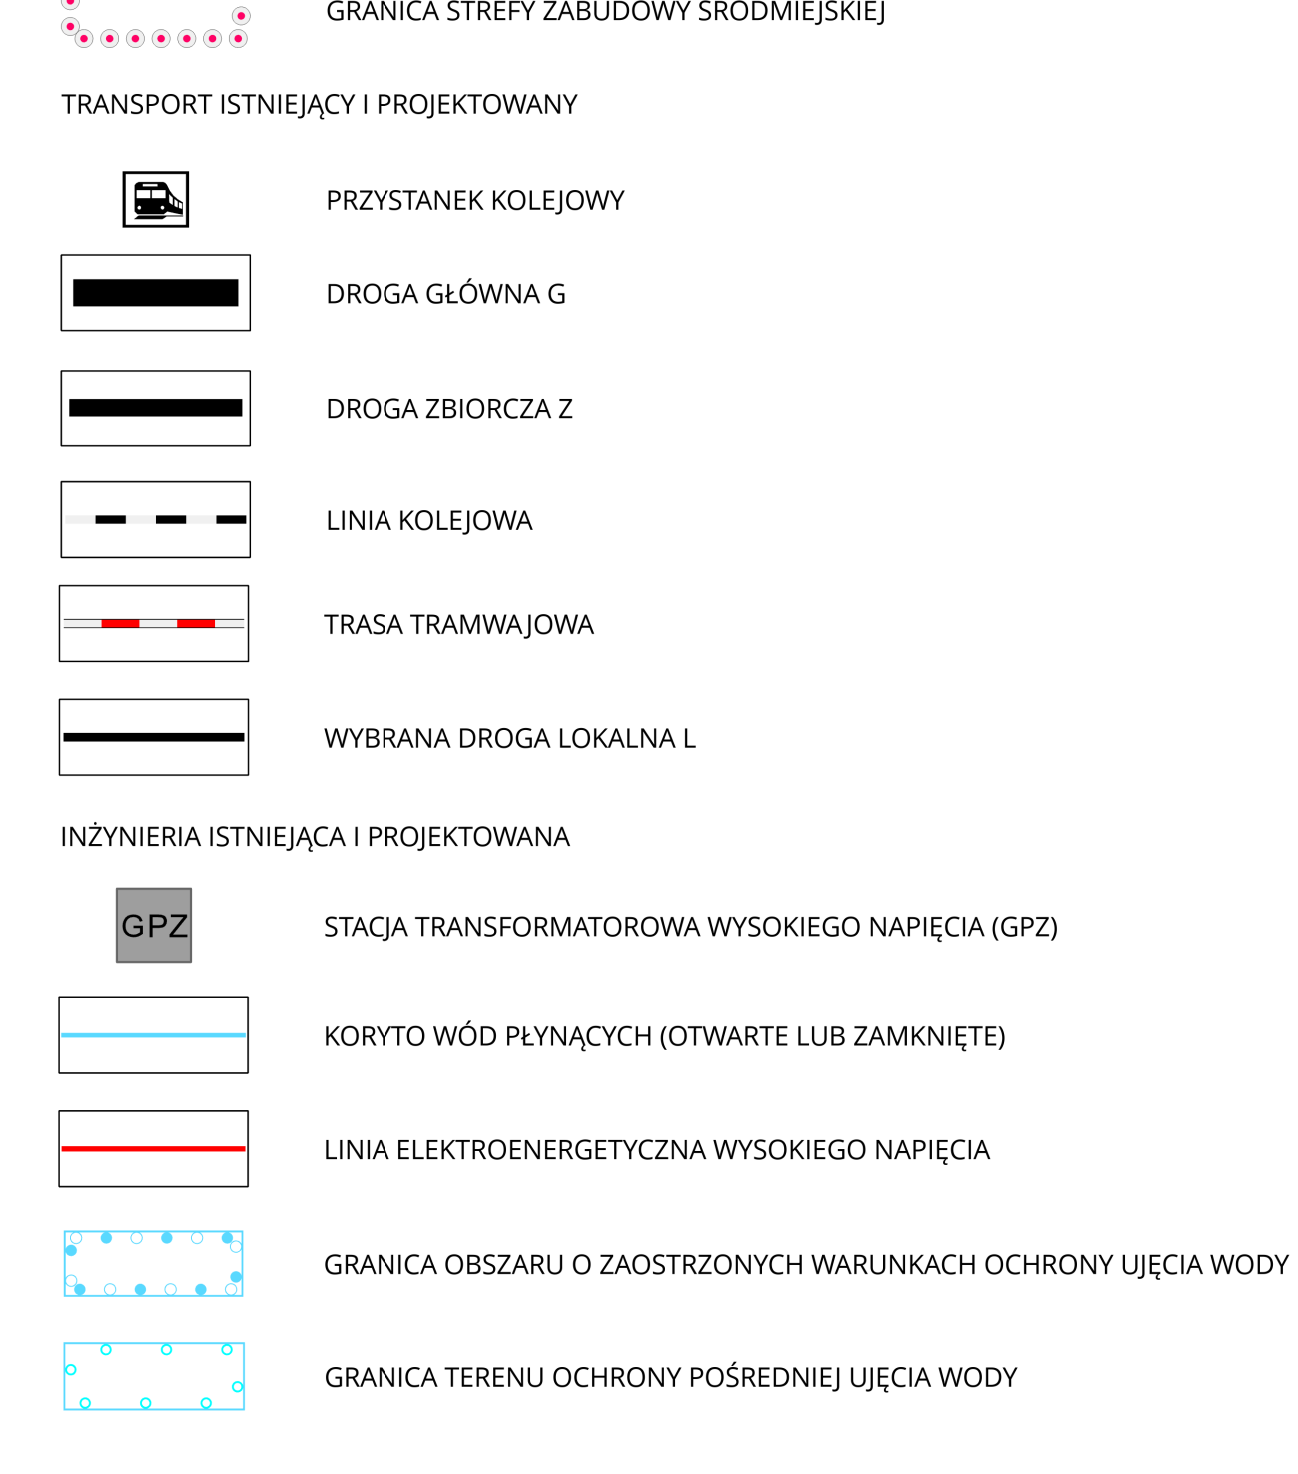 GRANICA STREFY ZABUDOWY ŚRÓDMIEJSKIEJ
TRANSPORT ISTNIEJĄCY I PROJEKTOWANY
PRZYSTANEK KOLEJOWY
DROGA GŁÓWNA G
DROGA ZBIORCZA Z
LINIA KOLEJOWA
TRASA TRAMWAJOWA
WYBRANA DROGA LOKALNA L
INŻYNIERIA ISTNIEJĄCA I PROJEKTOWANA
GPZ STACJA TRANSFORMATOROWA WYSOKIEGO NAPIĘCIA (GPZ)
KORYTO WÓD PŁYNĄCYCH (OTWARTE LUB ZAMKNIĘTE)
LINIA ELEKTROENERGETYCZNA WYSOKIEGO NAPIĘCIA
GRANICA OBSZARU O ZAOSTRZONYCH WARUNKACH OCHRONY UJĘCIA WODY
GRANICA TERENU OCHRONY POŚREDNIEJ UJĘCIA WODY